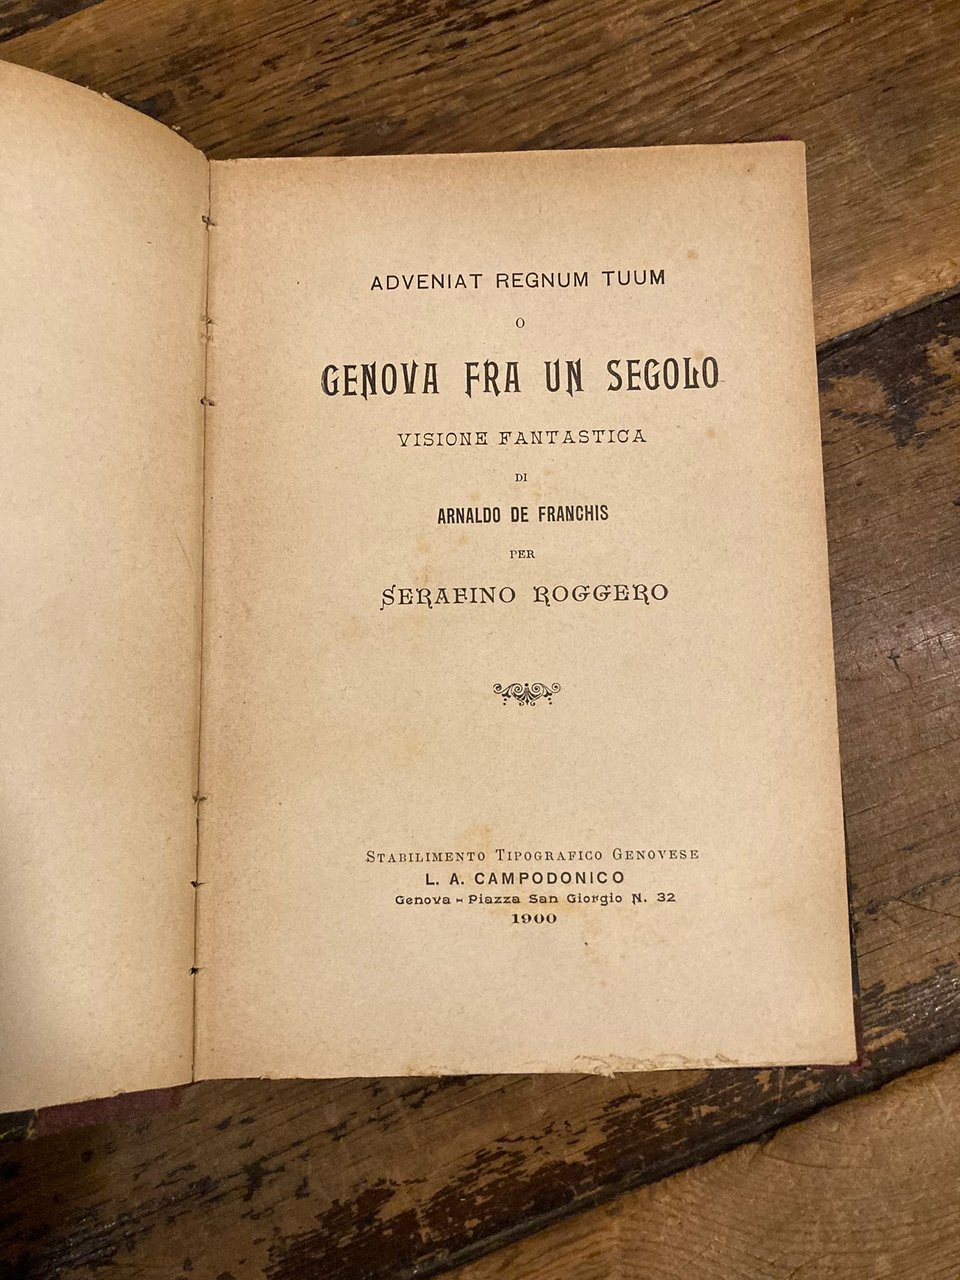 ADVENIAT REGNUM TUUM
O
GENOVA FRA UN SECOLO
VISIONE FANTASTICA
DI
ARNALDO DE FRANCHIS
PER
SERAFINO ROGGERO
STABILIMENTO TIPOGRAFICO GENOVESE
L. A. CAMPODONICO
Genova - Piazza San Giorgio N. 32
1900